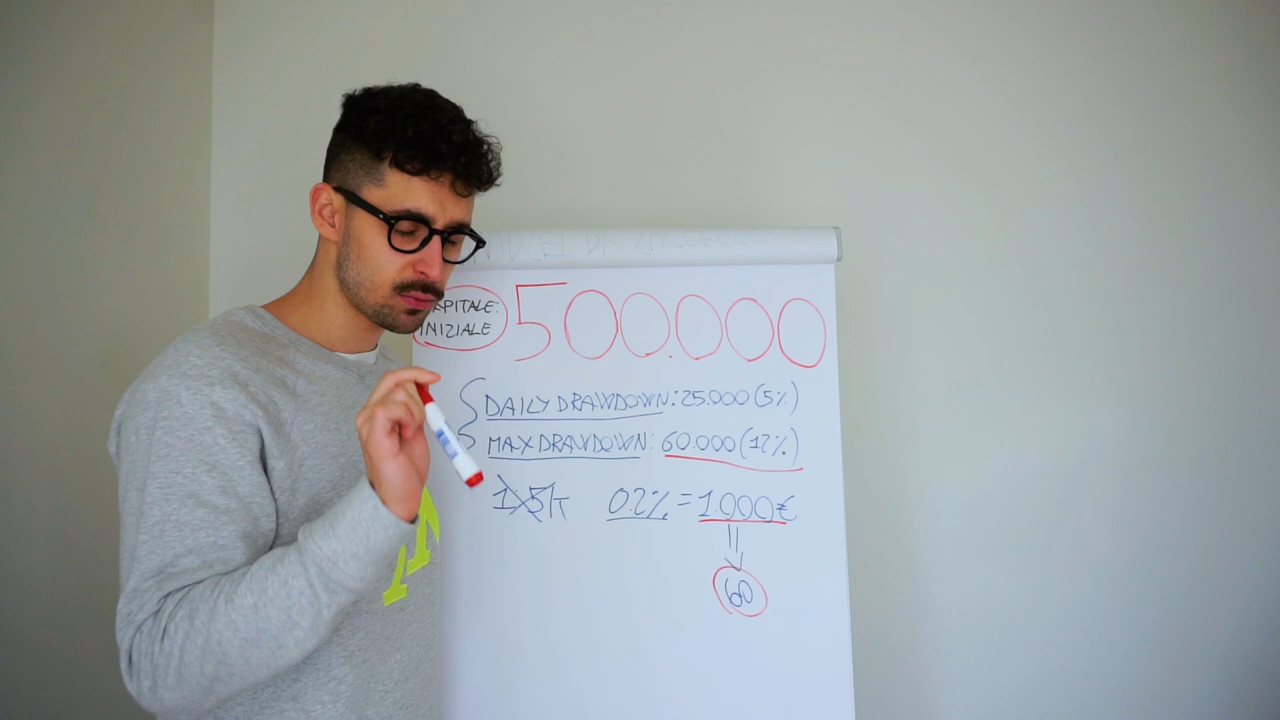 CAPITALE:
INIZIALE
500.000
DAILY DRAWDOWN: 25.000 (5%)
MAX DRAWDOWN: 60.000 (12%)
0.2% = 1.000€
60